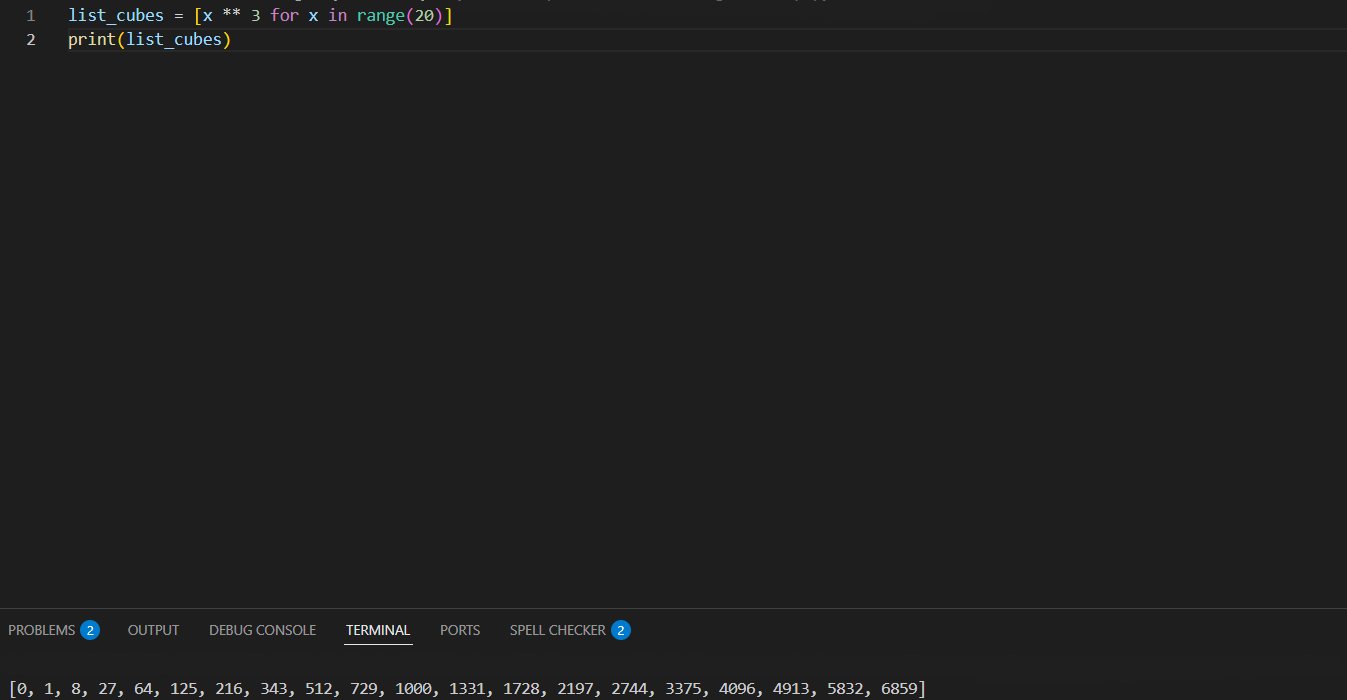 1 list_cubes = [x ** 3 for x in range(20)]
2 print(list_cubes)
PROBLEMS 2 OUTPUT DEBUG CONSOLE TERMINAL PORTS SPELL CHECKER 2
[0, 1, 8, 27, 64, 125, 216, 343, 512, 729, 1000, 1331, 1728, 2197, 2744, 3375, 4096, 4913, 5832, 6859]